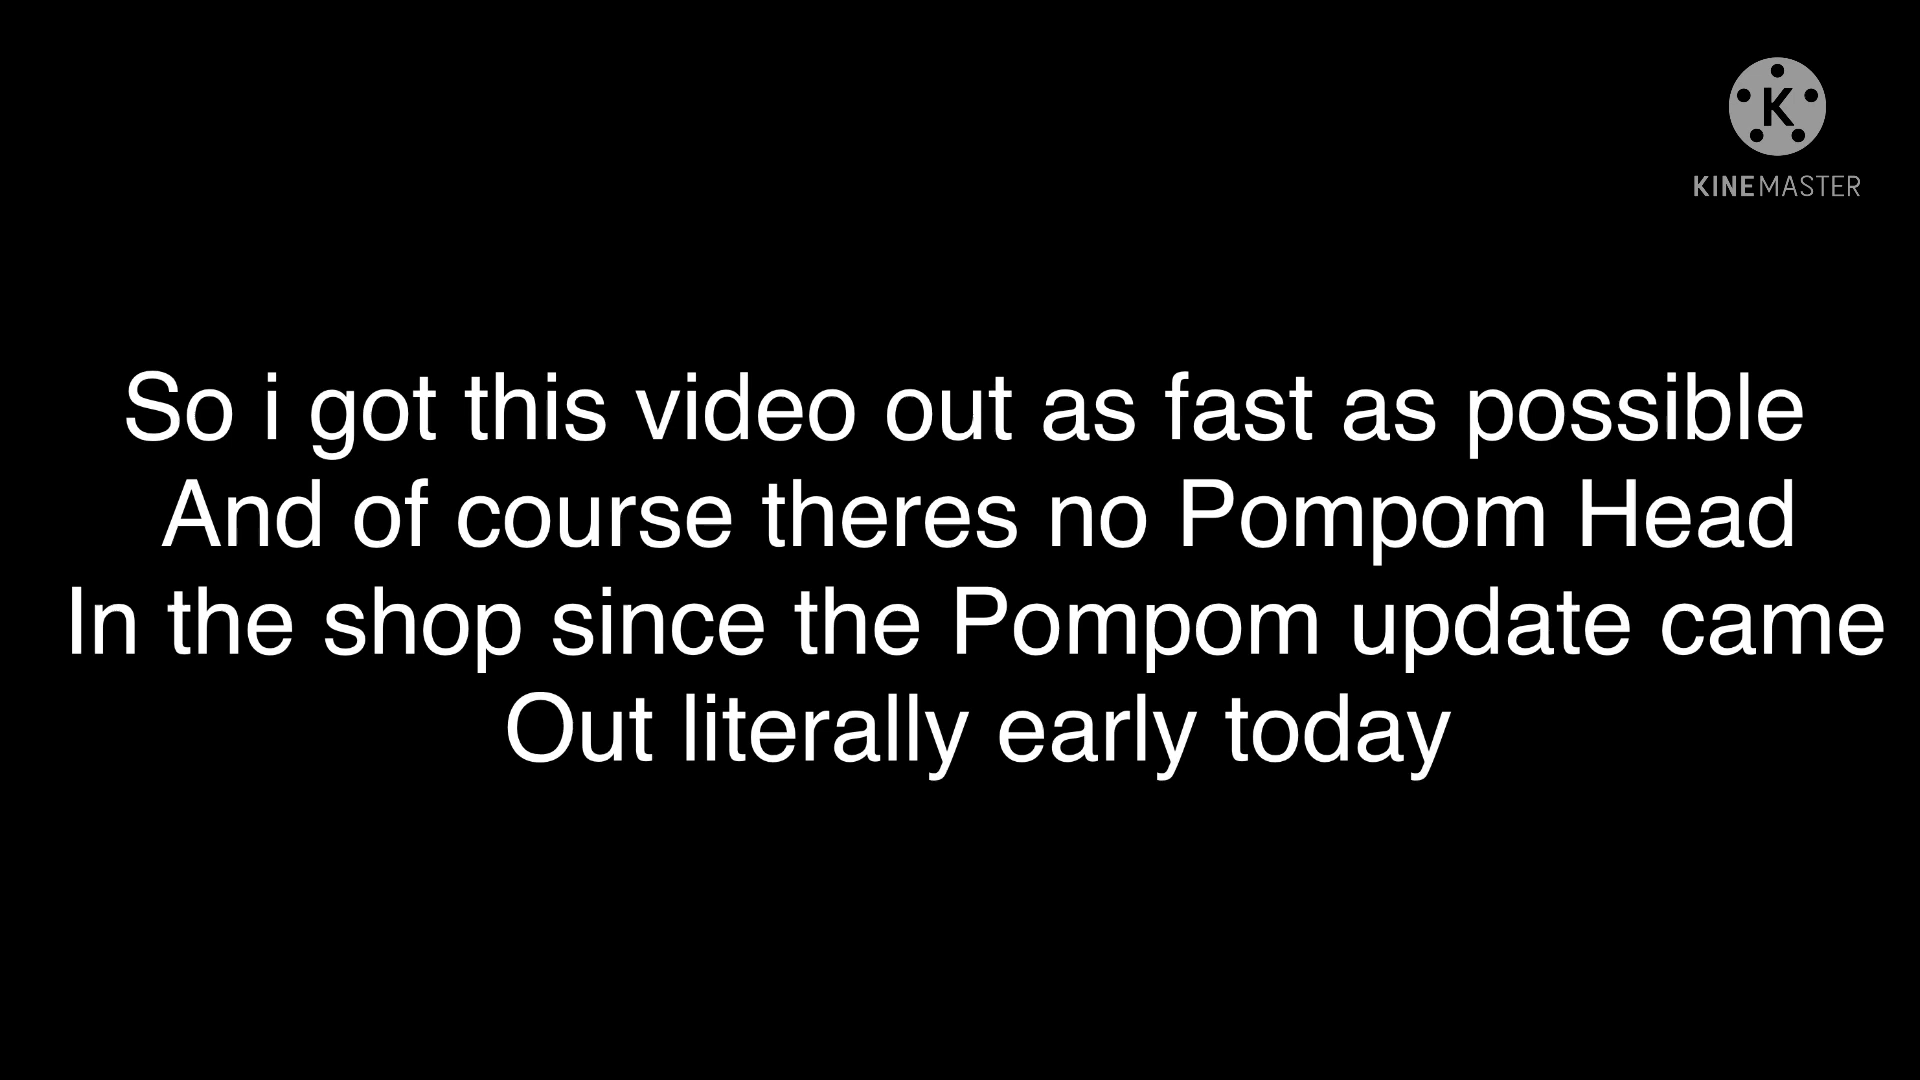 K
KINEMASTER
So i got this video out as fast as possible
And of course theres no Pompom Head
In the shop since the Pompom update came
Out literally early today